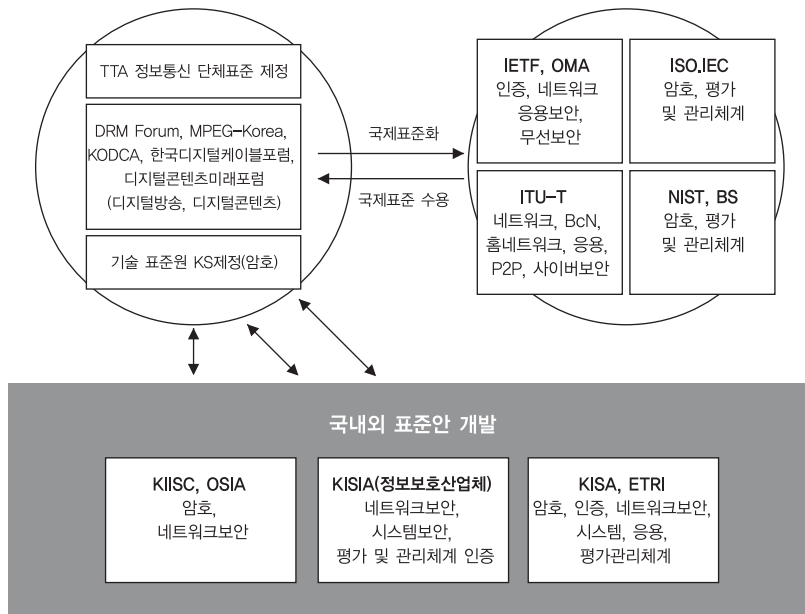 TTA 정보통신 단체표준 제정
DRM Forum, MPEG-Korea,
KODCA, 한국디지털케이블포럼,
디지털콘텐츠미래포럼
(디지털방송, 디지털콘텐츠)
기술 표준원 KS제정(암호)
국제표준화
국제표준 수용
IETF, OMA
인증, 네트워크
응용보안,
무선보안
ISO.IEC
암호, 평가
및 관리체계
ITU-T
네트워크, BcN,
홈네트워크, 응용,
P2P, 사이버보안
NIST, BS
암호, 평가
및 관리체계
국내외 표준안 개발
KIISC, OSIA
암호,
네트워크보안
KISIA(정보보호산업체)
네트워크보안,
시스템보안,
평가 및 관리체계 인증
KISA, ETRI
암호, 인증, 네트워크보안,
시스템, 응용,
평가관리체계